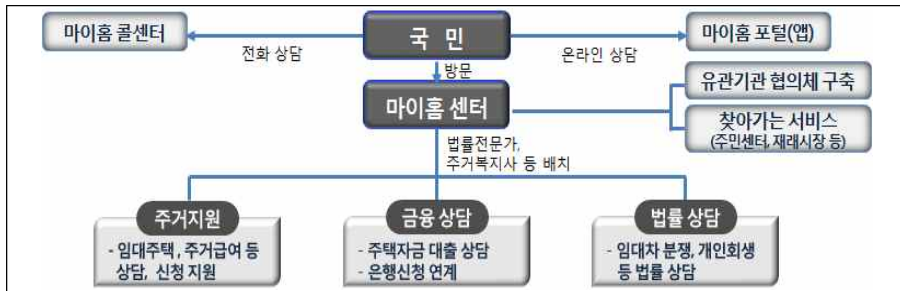 마이홈 콜센터
국 민
마이홈 포털(앱)
전화 상담
온라인 상담
방문
유관기관 협의체 구축
마이홈 센터
찾아가는 서비스
(주민센터, 재래시장 등)
법률전문가,
주거복지사 등 배치
주거지원
- 임대주택, 주거급여 등
상담, 신청 지원
금융 상담
- 주택자금 대출 상담
- 은행신청 연계
법률 상담
- 임대차 분쟁, 개인회생
등 법률 상담